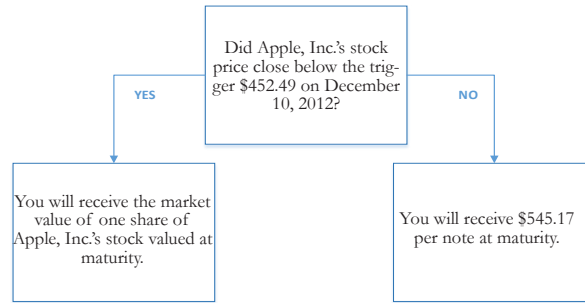 Did Apple, Inc.'s stock
price close below the trig-
ger $452.49 on December
10, 2012?
YES
NO
You will receive the market
value of one share of
Apple, Inc.'s stock valued at
maturity.
You will receive $545.17
per note at maturity.